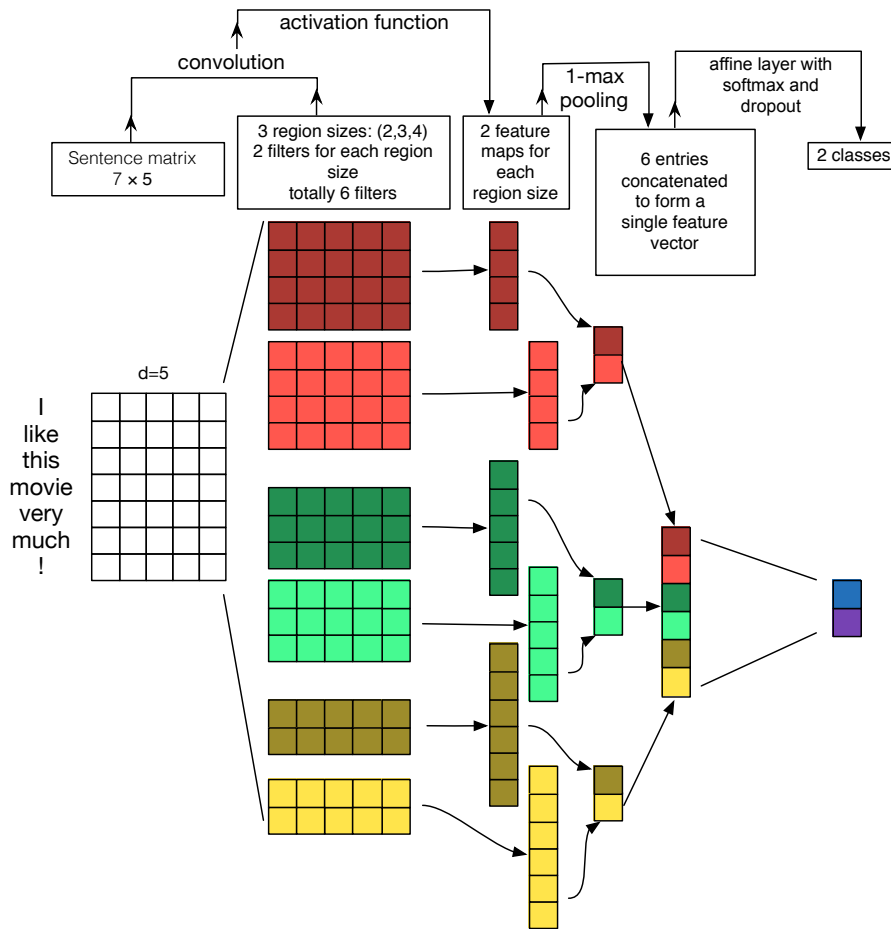 activation function
convolution
1-max
pooling
affine layer with
softmax and
dropout
Sentence matrix
7 × 5
3 region sizes: (2,3,4)
2 filters for each region
size
totally 6 filters
2 feature
maps for
each
region size
6 entries
concatenated
to form a
single feature
vector
2 classes
d=5
I
like
this
movie
very
much
!